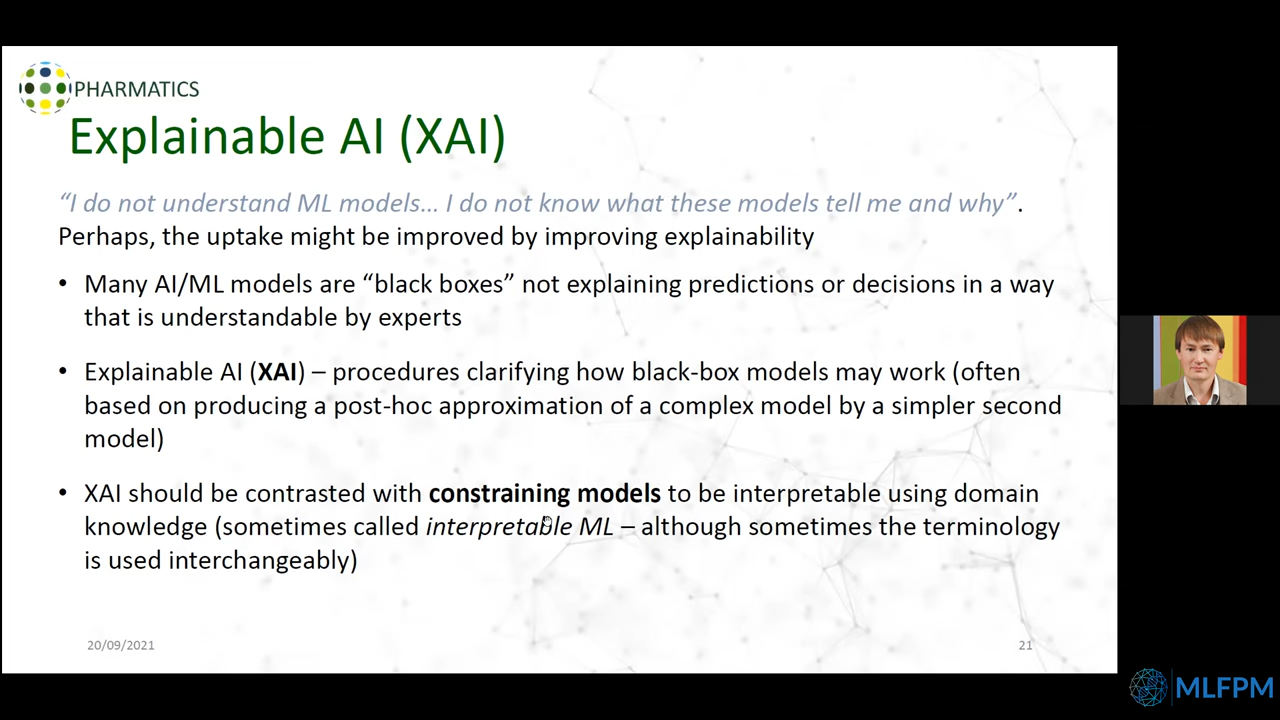 PHARMATICS
Explainable AI (XAI)
“I do not understand ML models… I do not know what these models tell me and why”.
Perhaps, the uptake might be improved by improving explainability
• Many AI/ML models are “black boxes” not explaining predictions or decisions in a way
that is understandable by experts
• Explainable AI (XAI) – procedures clarifying how black-box models may work (often
based on producing a post-hoc approximation of a complex model by a simpler second
model)
• XAI should be contrasted with constraining models to be interpretable using domain
knowledge (sometimes called interpretable ML – although sometimes the terminology
is used interchangeably)
20/09/2021
21
MLFPM